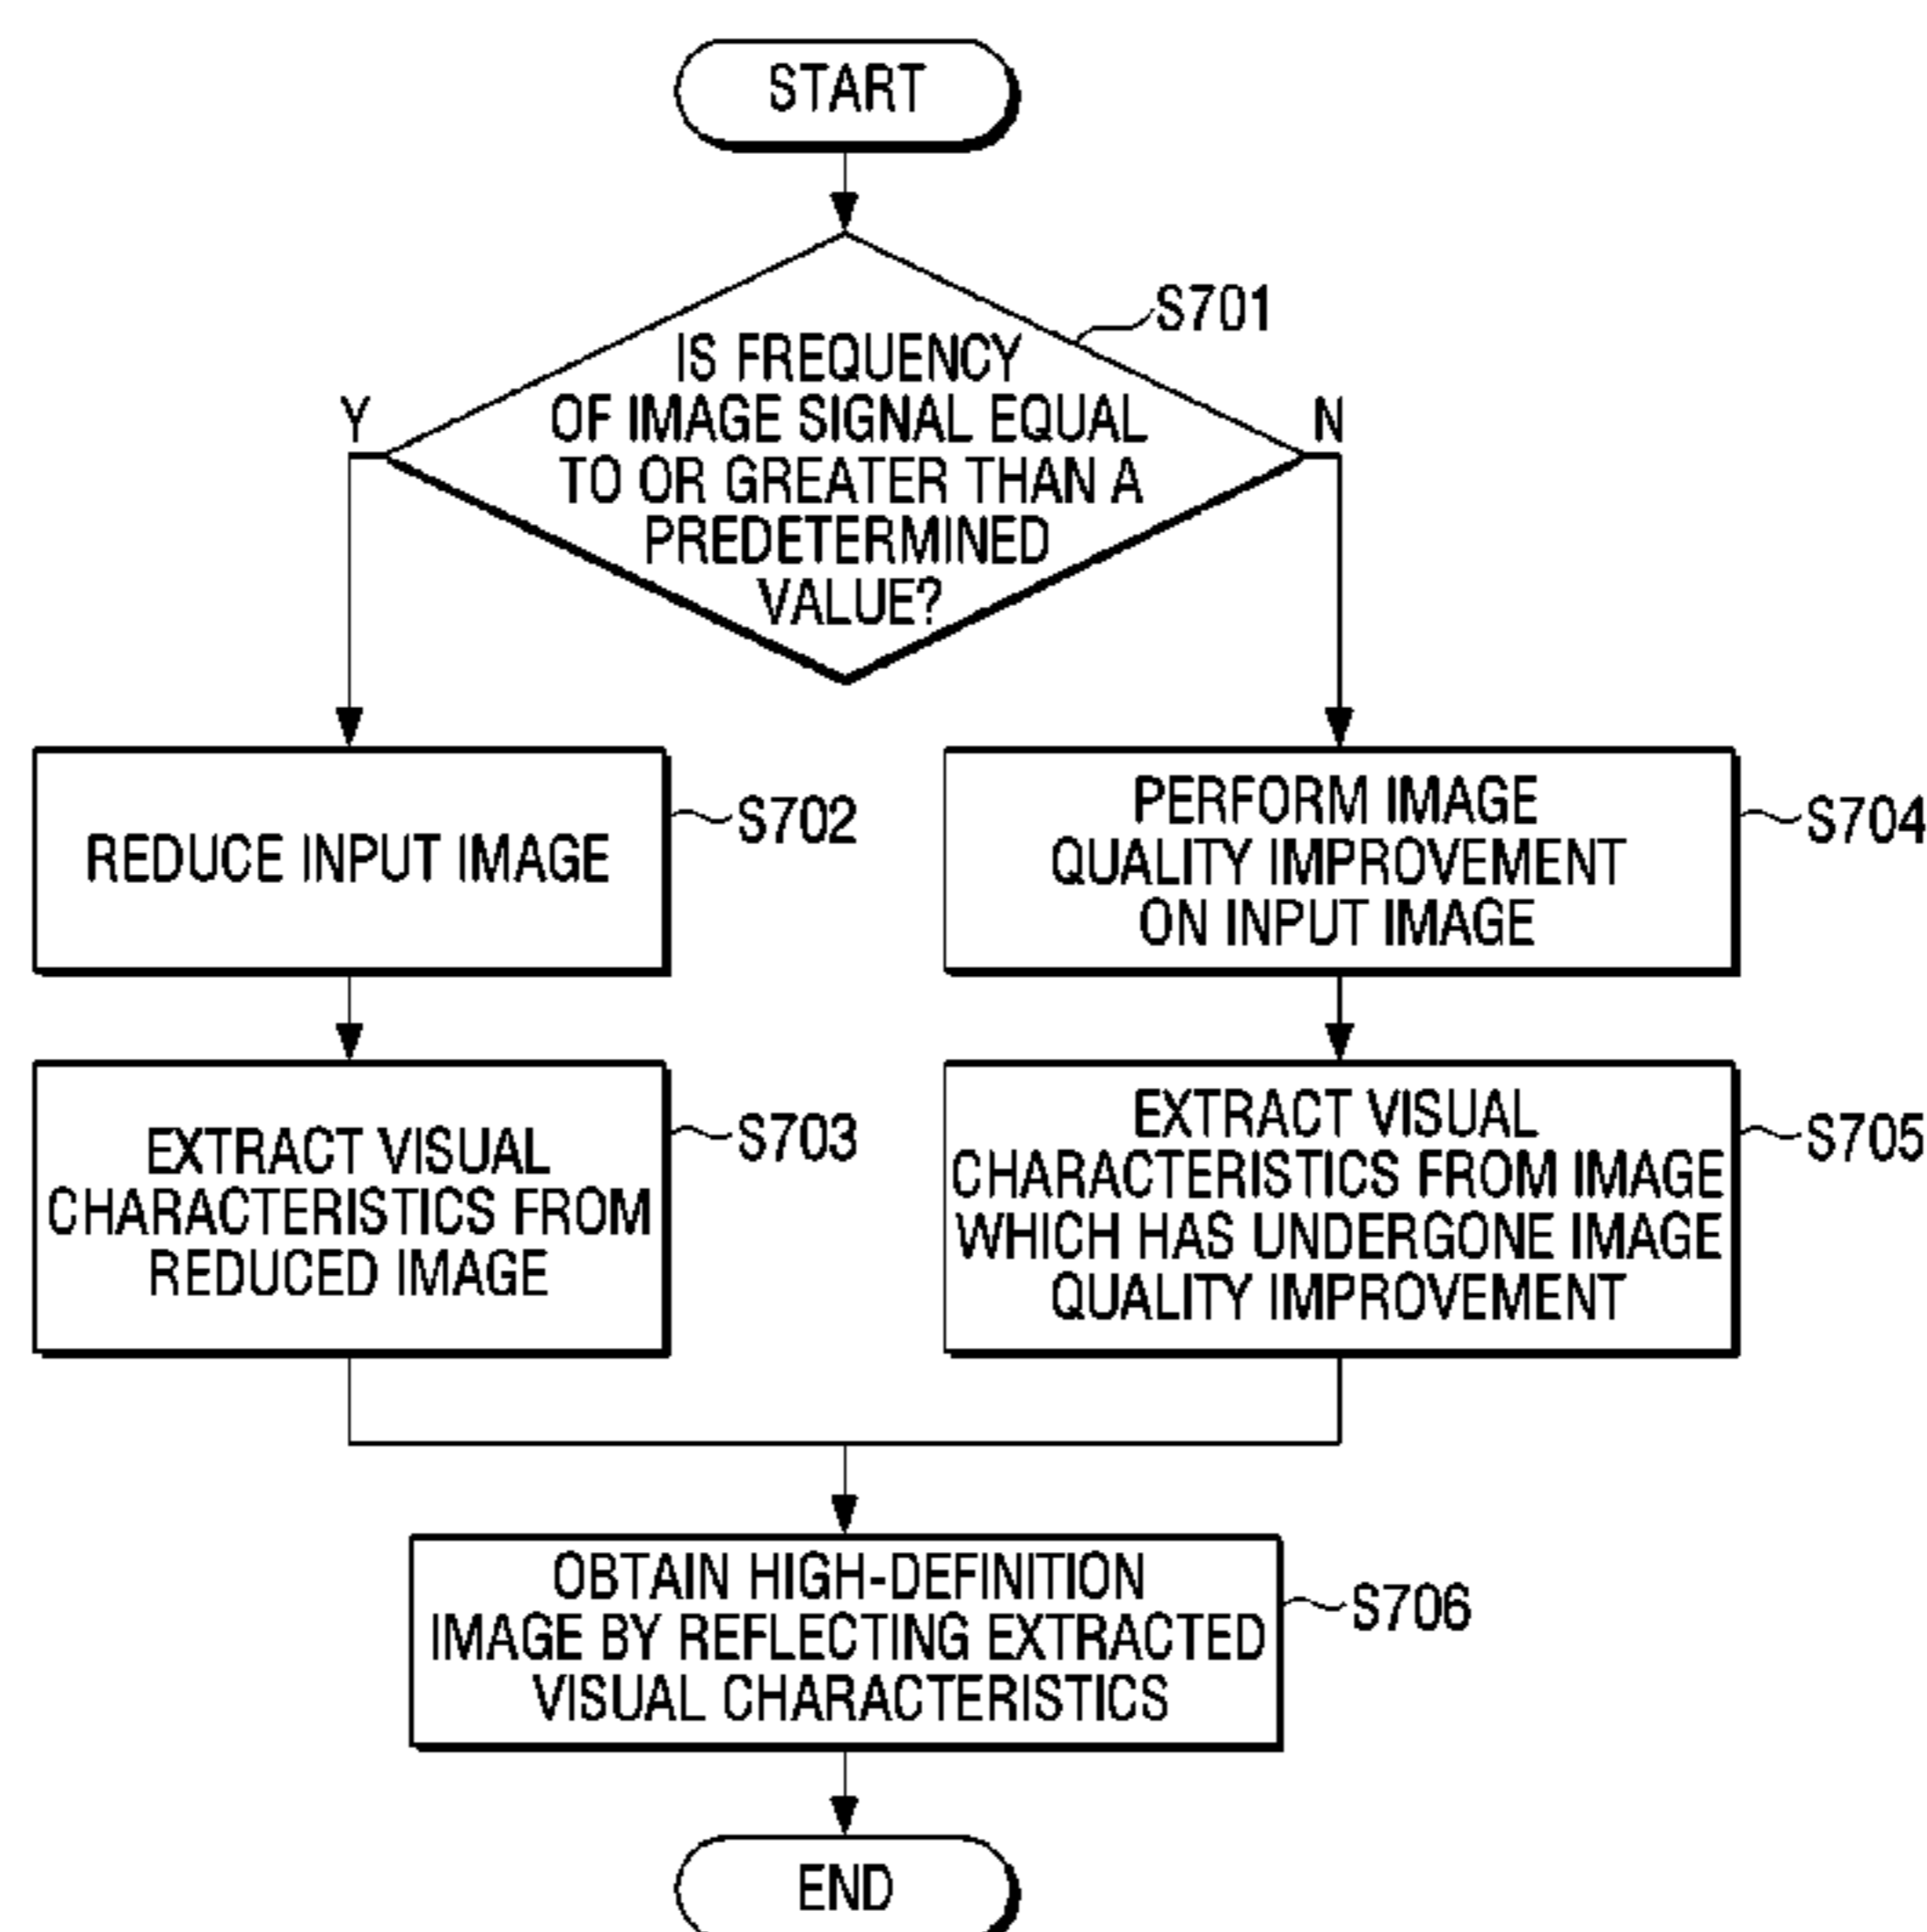 START
S701
IS FREQUENCY
OF IMAGE SIGNAL EQUAL
TO OR GREATER THAN A
PREDETERMINED
VALUE?
Y
N
REDUCE INPUT IMAGE
S702
PERFORM IMAGE
QUALITY IMPROVEMENT
ON INPUT IMAGE
S704
EXTRACT VISUAL
CHARACTERISTICS FROM
REDUCED IMAGE
S703
EXTRACT VISUAL
CHARACTERISTICS FROM IMAGE
WHICH HAS UNDERGONE IMAGE
QUALITY IMPROVEMENT
S705
OBTAIN HIGH-DEFINITION
IMAGE BY REFLECTING EXTRACTED
VISUAL CHARACTERISTICS
S706
END